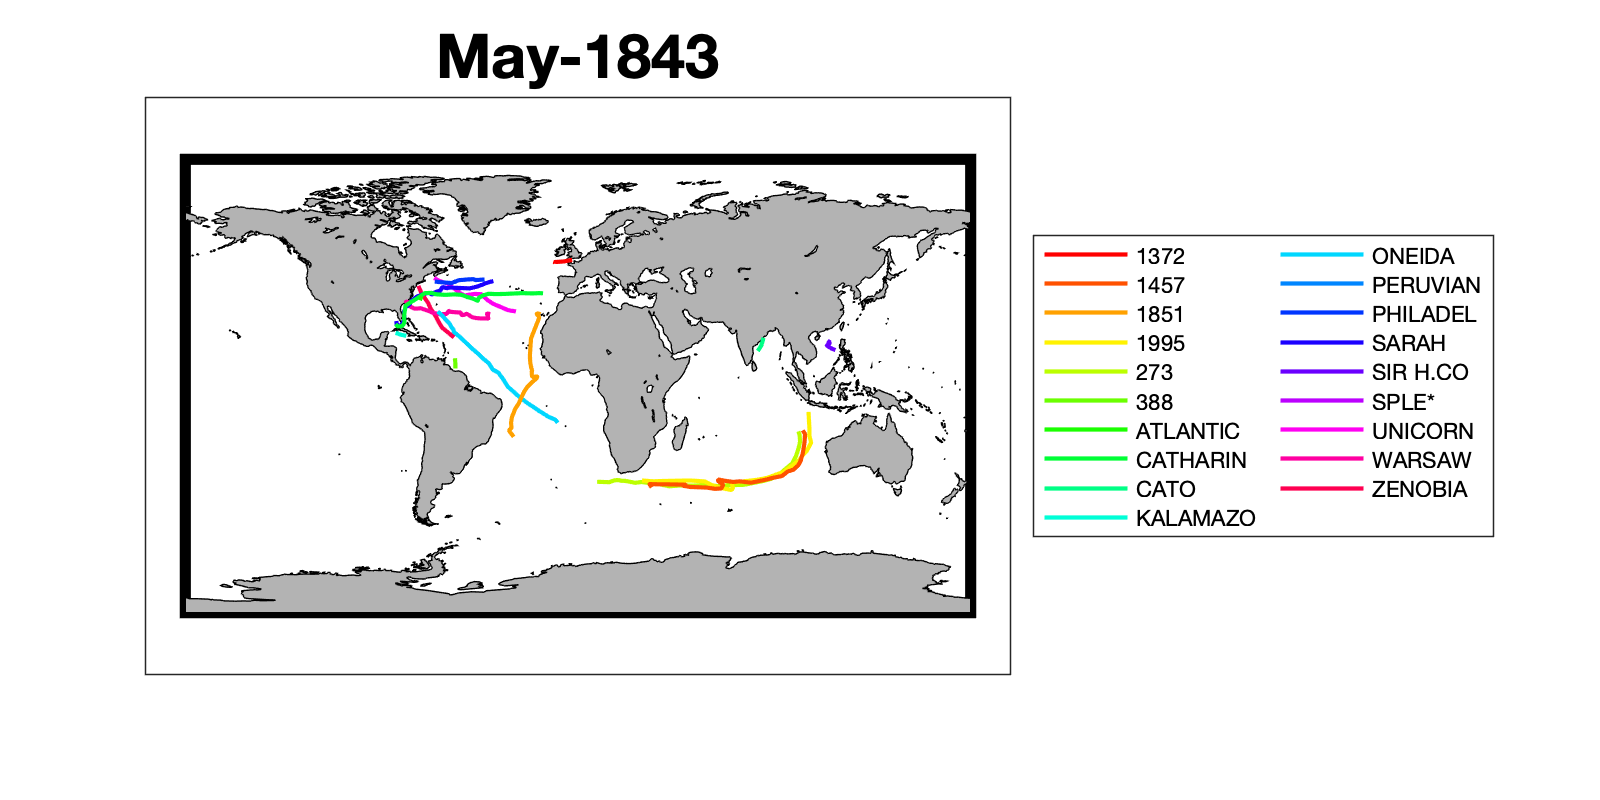 May-1843
1372
1457
1851
1995
273
388
ATLANTIC
CATHARIN
CATO
KALAMAZO
ONEIDA
PERUVIAN
PHILADEL
SARAH
SIR H.CO
SPLE*
UNICORN
WARSAW
ZENOBIA